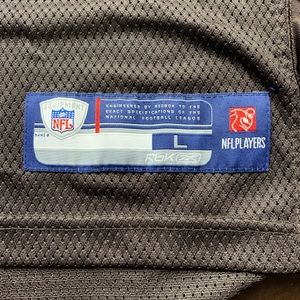 EQUIPMENT
NFL
ENGINEERED BY REEBOK TO THE
EXACT SPECIFICATIONS OF THE
NATIONAL FOOTBALL LEAGUE
L
RBK
NFLPLAYERS